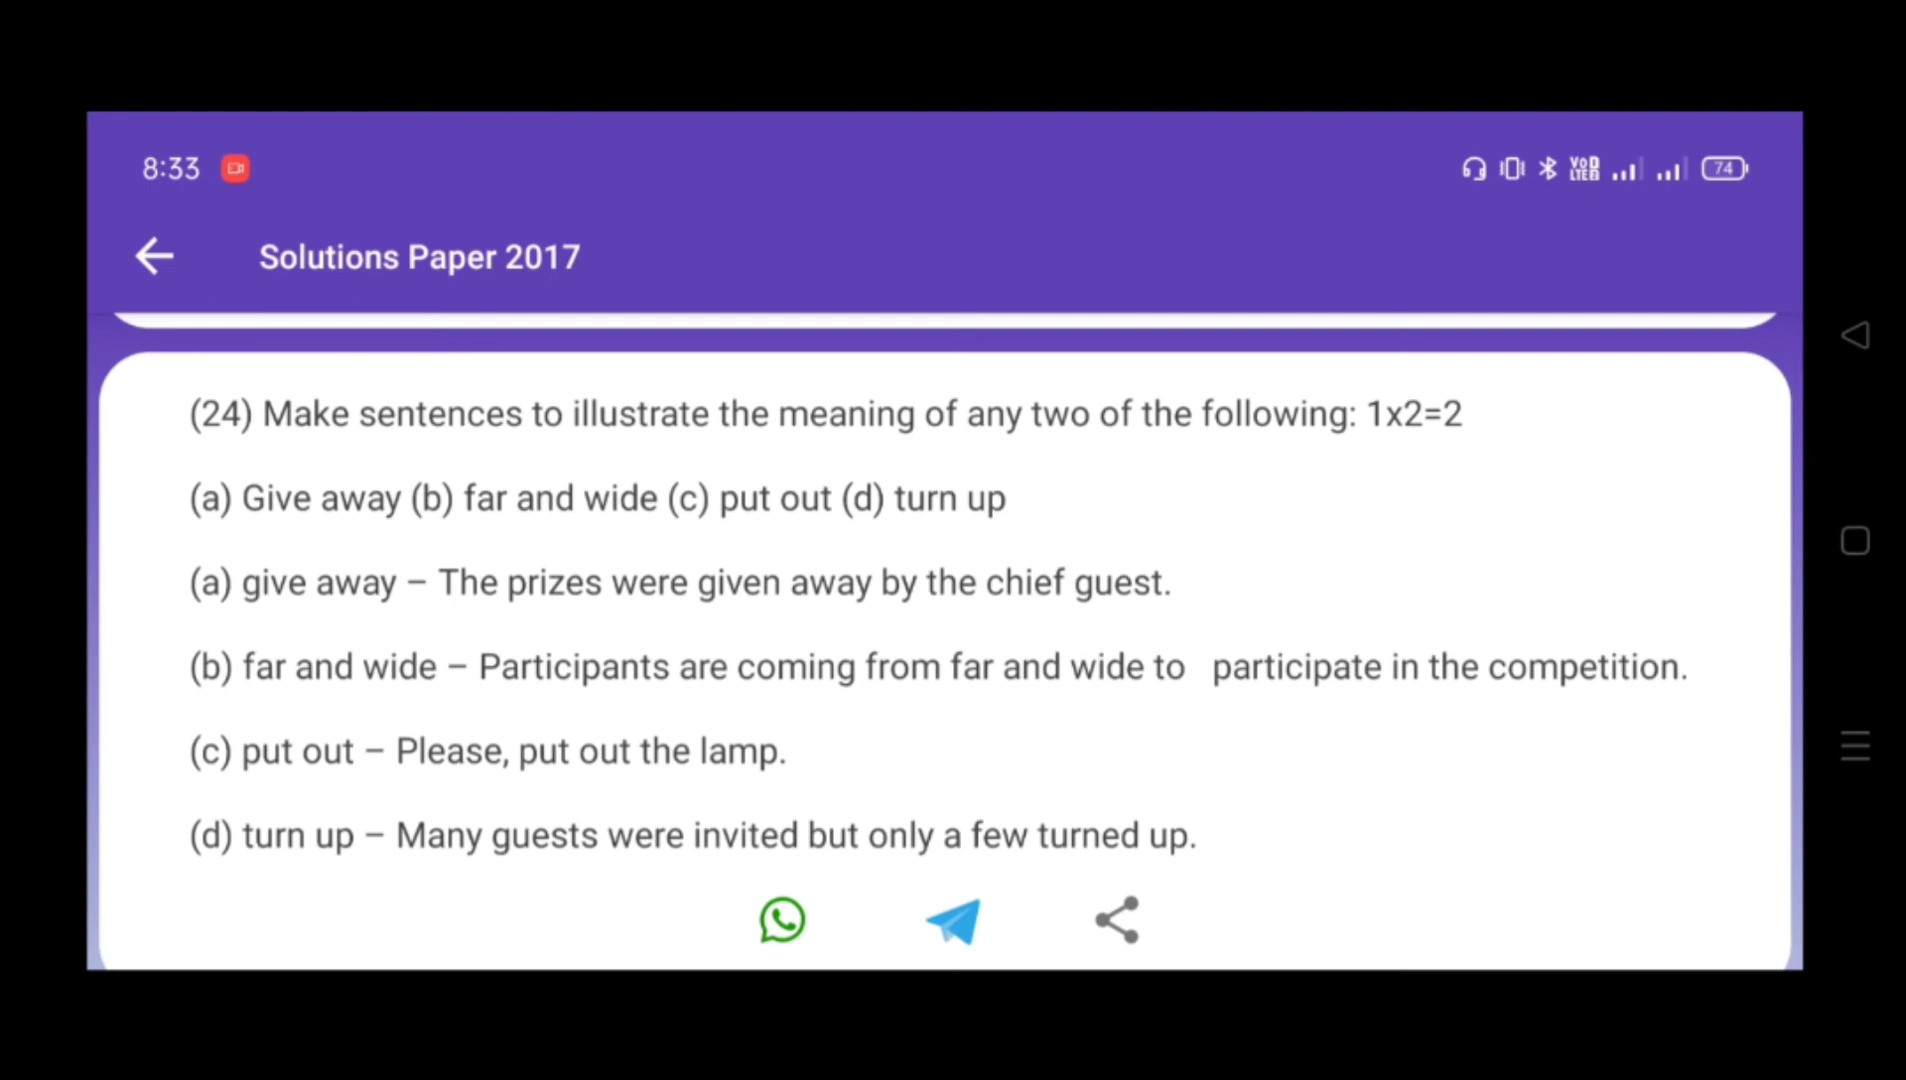 8:33
VoD LTE2 74
Solutions Paper 2017
(24) Make sentences to illustrate the meaning of any two of the following: 1x2=2
(a) Give away (b) far and wide (c) put out (d) turn up
(a) give away – The prizes were given away by the chief guest.
(b) far and wide – Participants are coming from far and wide to participate in the competition.
(c) put out – Please, put out the lamp.
(d) turn up – Many guests were invited but only a few turned up.